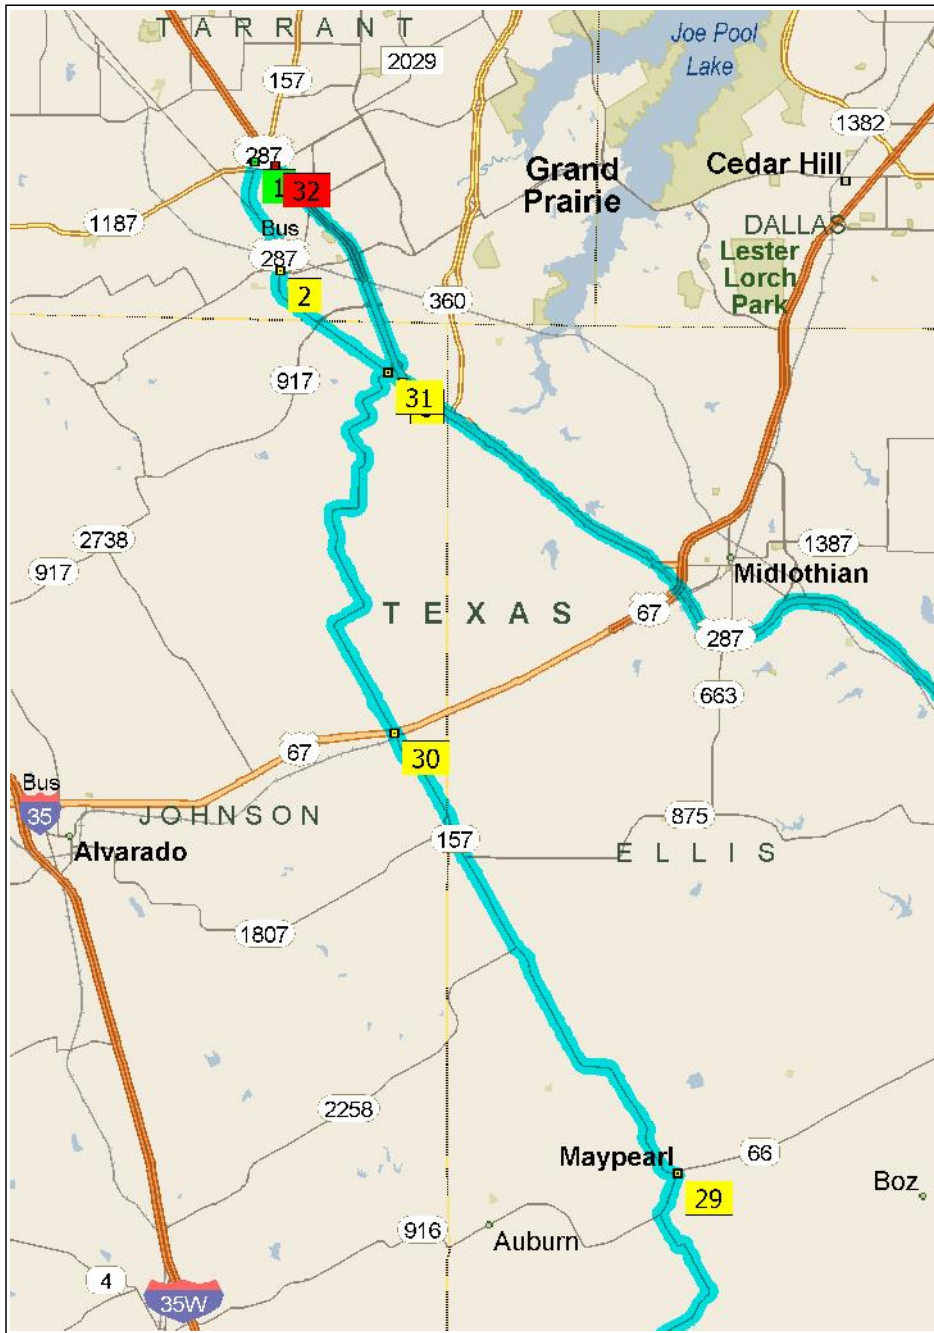 TARRANT
Joe Pool
Lake
2029
157
1382
287
Grand
Prairie
Cedar Hill
1
32
1187
Bus
DALLAS
Lester
Lorch
Park
287
2
360
917
31
2738
917
1387
Midlothian
TEXAS
67
287
663
67
30
Bus
35
JOHNSON
875
157
Alvarado
ELLIS
1807
2258
Maypearl
66
29
Boz
916
Auburn
4
35W